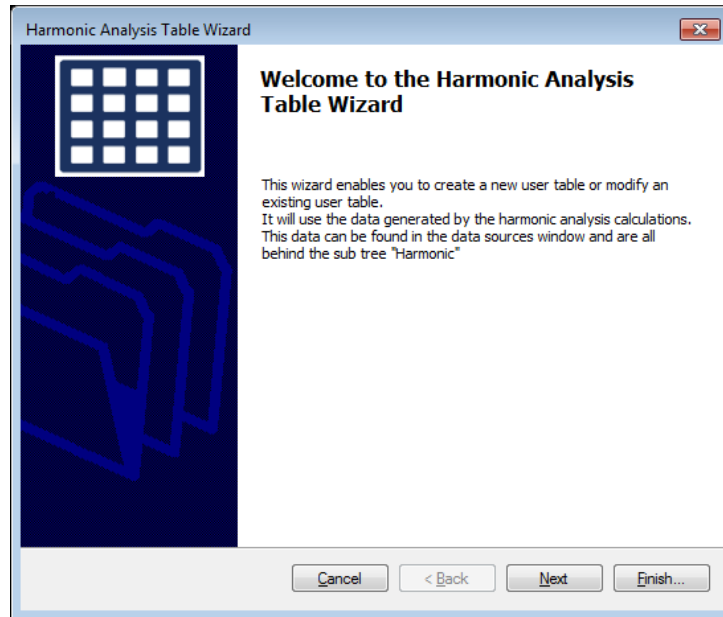 Harmonic Analysis Table Wizard
Welcome to the Harmonic Analysis
Table Wizard
This wizard enables you to create a new user table or modify an
existing user table.
It will use the data generated by the harmonic analysis calculations.
This data can be found in the data sources window and are all
behind the sub tree "Harmonic"
Cancel
< Back
Next
Finish...